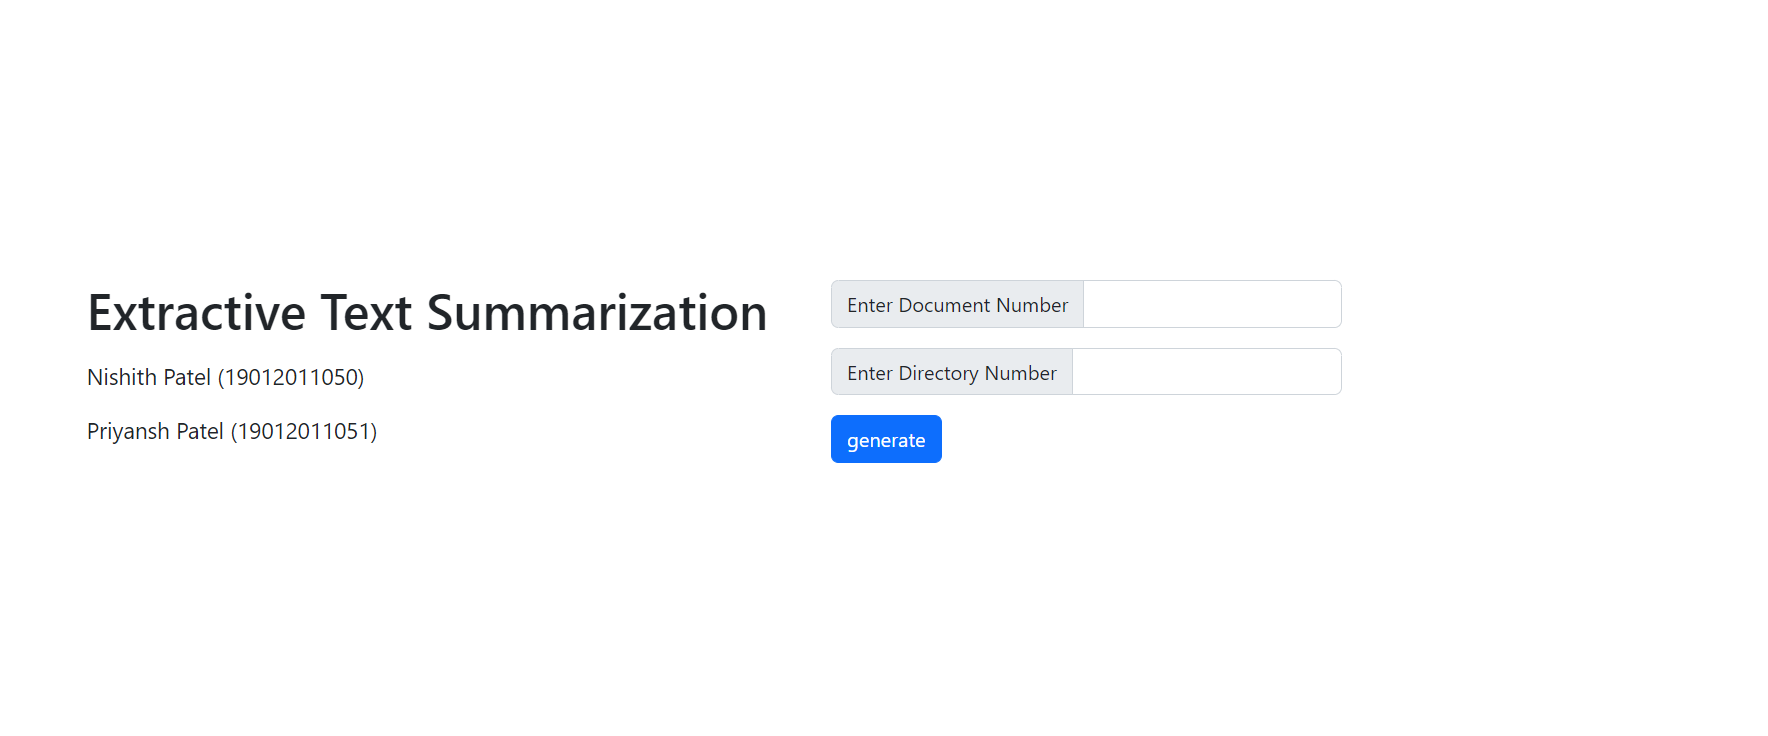 Extractive Text Summarization
Nishith Patel (19012011050)
Priyansh Patel (19012011051)
Enter Document Number
Enter Directory Number
generate